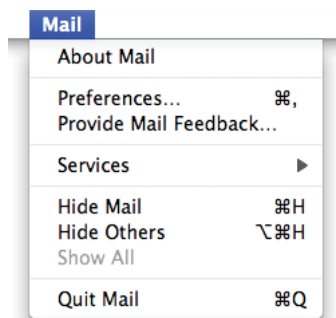 Mail
About Mail
Preferences... ⌘,
Provide Mail Feedback...
Services ▶
Hide Mail ⌘H
Hide Others ⌥⌘H
Show All
Quit Mail ⌘Q